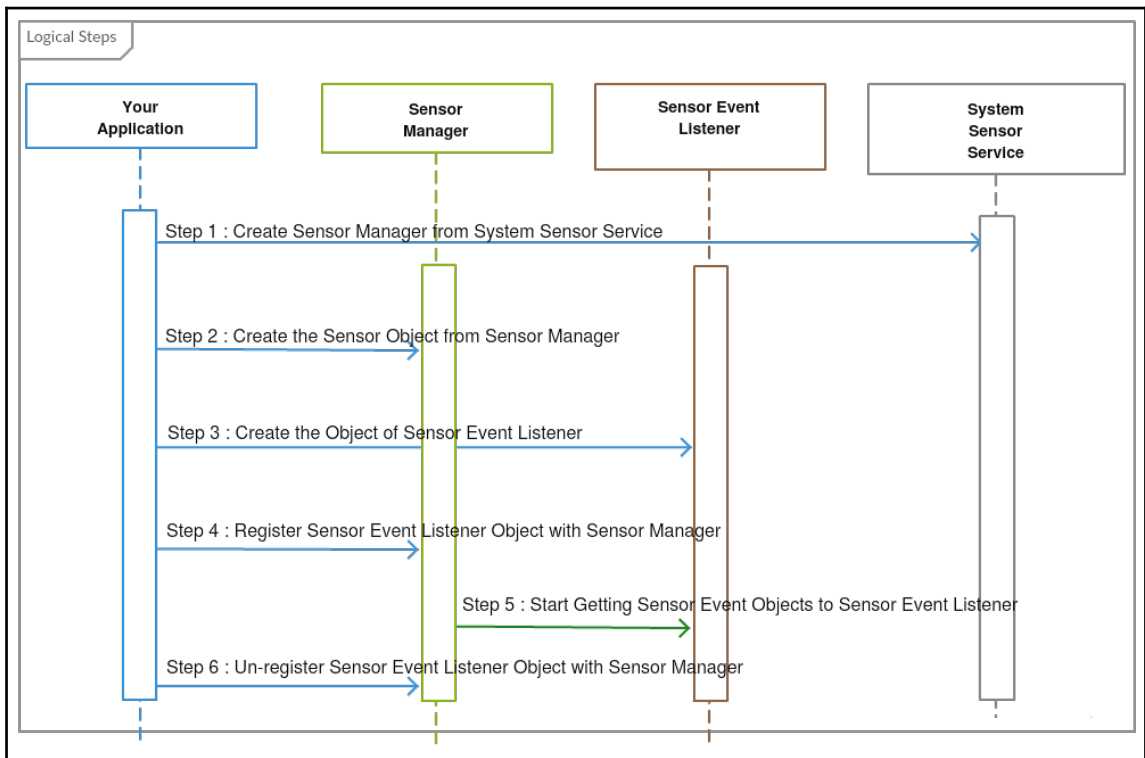 Logical Steps
Your
Application
Sensor
Manager
Sensor Event
Listener
System
Sensor
Service
Step 1 : Create Sensor Manager from System Sensor Service
Step 2 : Create the Sensor Object from Sensor Manager
Step 3 : Create the Object of Sensor Event Listener
Step 4 : Register Sensor Event Listener Object with Sensor Manager
Step 5 : Start Getting Sensor Event Objects to Sensor Event Listener
Step 6 : Un-register Sensor Event Listener Object with Sensor Manager